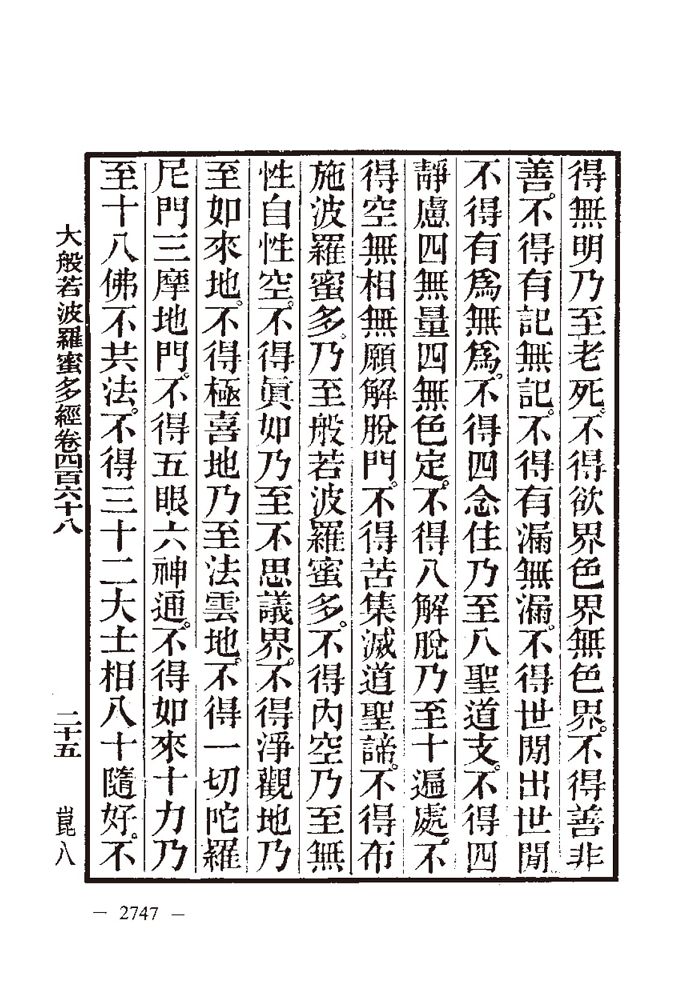 得無明乃至老死。不得欲界色界無色界。不得善非
善。不得有記無記。不得有漏無漏。不得世閒出世閒
不得有爲無爲。不得四念住乃至八聖道支。不得四
靜慮四無量四無色定。不得八解脫乃至十遍處。不
得空無相無願解脫門。不得苦集滅道聖諦。不得布
施波羅蜜多。乃至般若波羅蜜多。不得內空乃至無
性自性空。不得眞如乃至不思議界。不得淨觀地乃
至如來地。不得極喜地乃至法雲地。不得一切陀羅
尼門三摩地門。不得五眼六神通。不得如來十力乃
至十八佛不共法。不得三十二大士相八十隨好。不
大般若波羅蜜多經卷四百六十八 二十五 崑八
— 2747 —